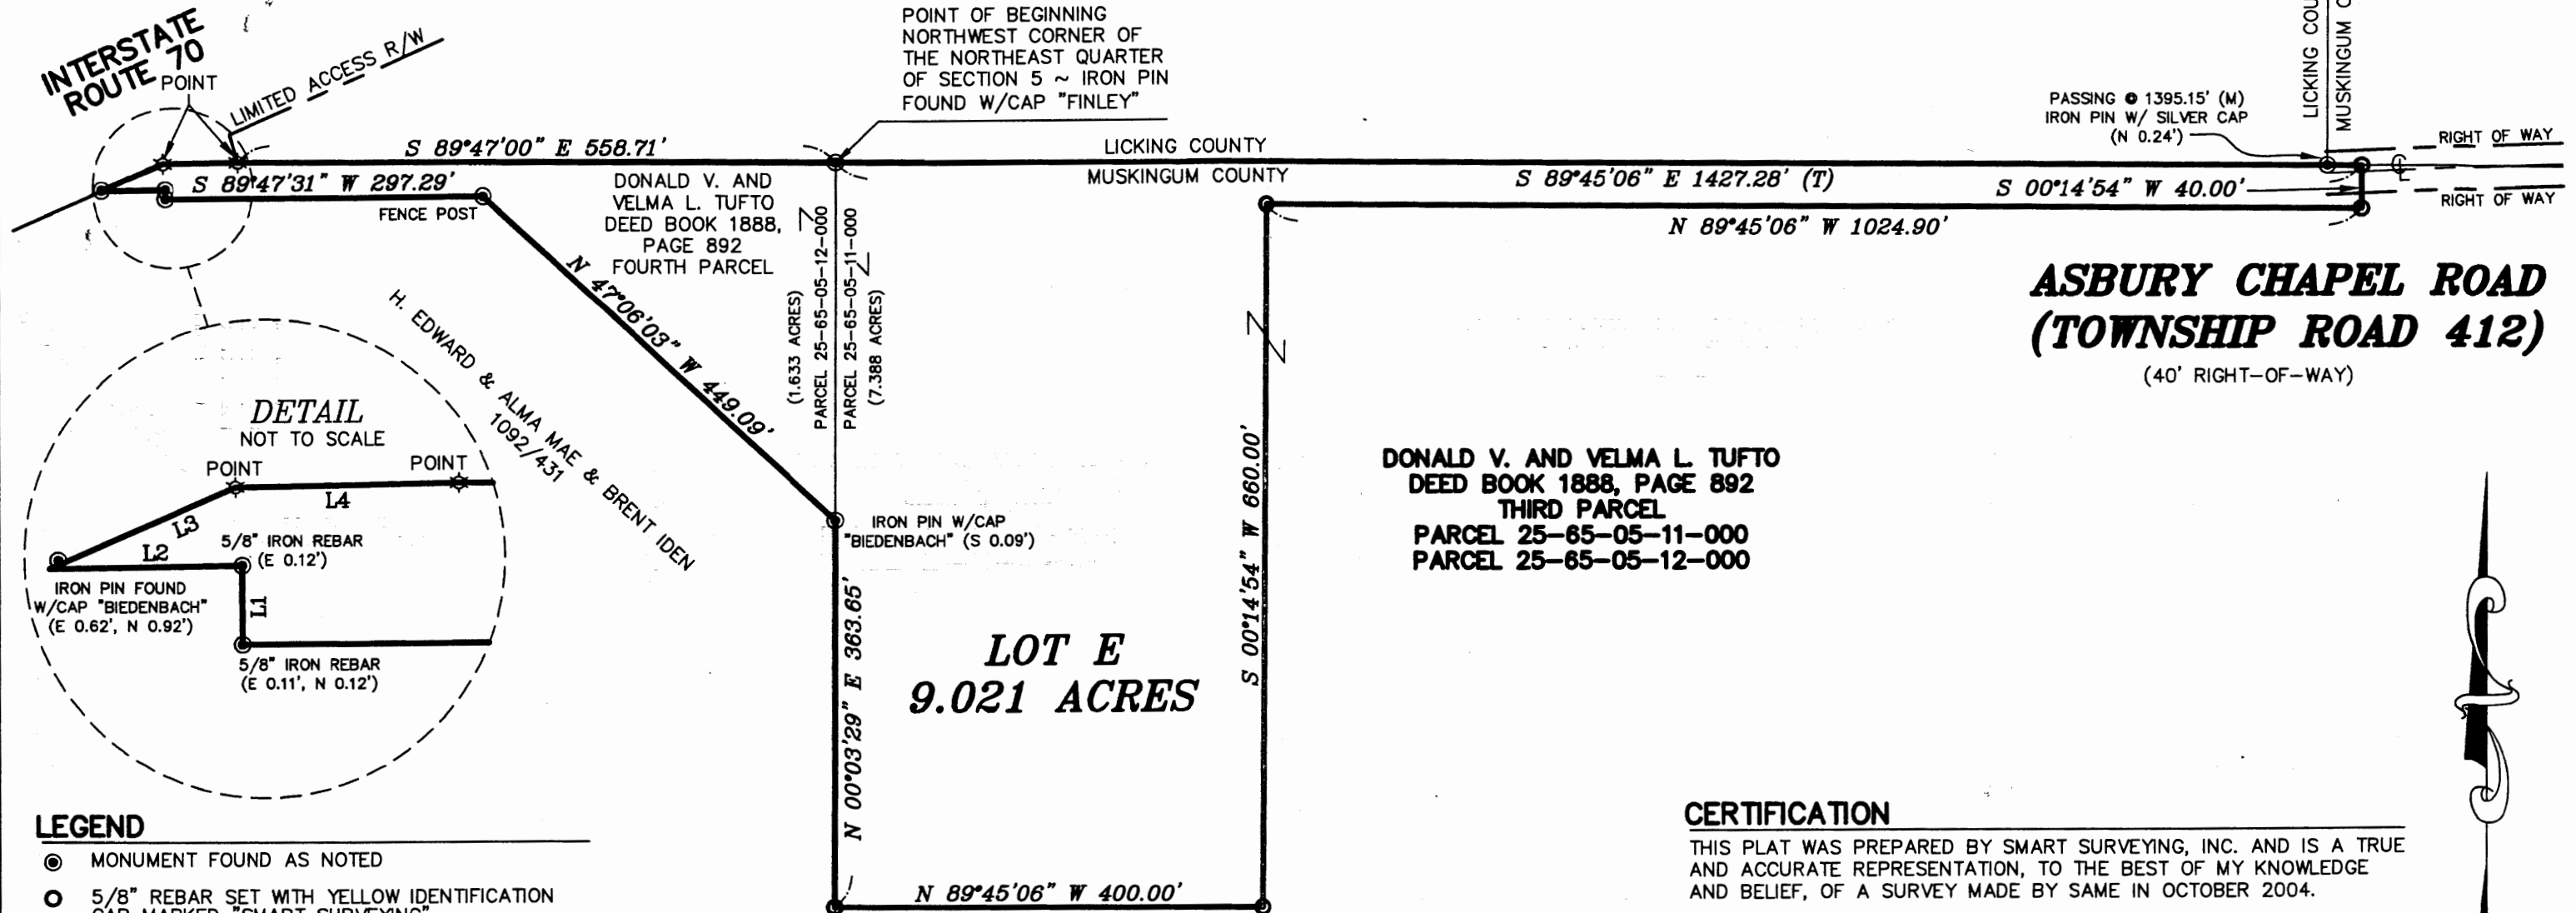 INTERSTATE
ROUTE 70
POINT
LIMITED ACCESS R/W
POINT OF BEGINNING
NORTHWEST CORNER OF
THE NORTHEAST QUARTER
OF SECTION 5 ~ IRON PIN
FOUND W/CAP "FINLEY"
PASSING @ 1395.15' (M)
IRON PIN W/ SILVER CAP
(N 0.24')
LICKING COU
MUSKINGUM C
RIGHT OF WAY
RIGHT OF WAY
S 89°47'00" E 558.71'
LICKING COUNTY
MUSKINGUM COUNTY
S 89°45'06" E 1427.28' (T)
S 00°14'54" W 40.00'
N 89°45'06" W 1024.90'
S 89°47'31" W 297.29'
FENCE POST
DONALD V. AND
VELMA L. TUFTO
DEED BOOK 1888,
PAGE 892
FOURTH PARCEL
(1.633 ACRES)
PARCEL 25-65-05-12-000
PARCEL 25-65-05-11-000
(7.388 ACRES)
N 47°06'03" W 449.09'
H. EDWARD & ALMA MAE & BRENT IDEN
1092/431
ASBURY CHAPEL ROAD
(TOWNSHIP ROAD 412)
(40' RIGHT-OF-WAY)
DETAIL
NOT TO SCALE
POINT
POINT
L4
L3
L2
5/8" IRON REBAR
(E 0.12')
IRON PIN FOUND
W/CAP "BIEDENBACH"
(E 0.62', N 0.92')
L1
5/8" IRON REBAR
(E 0.11', N 0.12')
IRON PIN W/CAP
"BIEDENBACH" (S 0.09')
N 00°03'29" E 363.65'
LOT E
9.021 ACRES
S 00°14'54" W 660.00'
DONALD V. AND VELMA L. TUFTO
DEED BOOK 1888, PAGE 892
THIRD PARCEL
PARCEL 25-65-05-11-000
PARCEL 25-65-05-12-000
N 89°45'06" W 400.00'
LEGEND
MONUMENT FOUND AS NOTED
5/8" REBAR SET WITH YELLOW IDENTIFICATION
CAP MARKED "SMART SURVEYING"
CERTIFICATION
THIS PLAT WAS PREPARED BY SMART SURVEYING, INC. AND IS A TRUE
AND ACCURATE REPRESENTATION, TO THE BEST OF MY KNOWLEDGE
AND BELIEF, OF A SURVEY MADE BY SAME IN OCTOBER 2004.